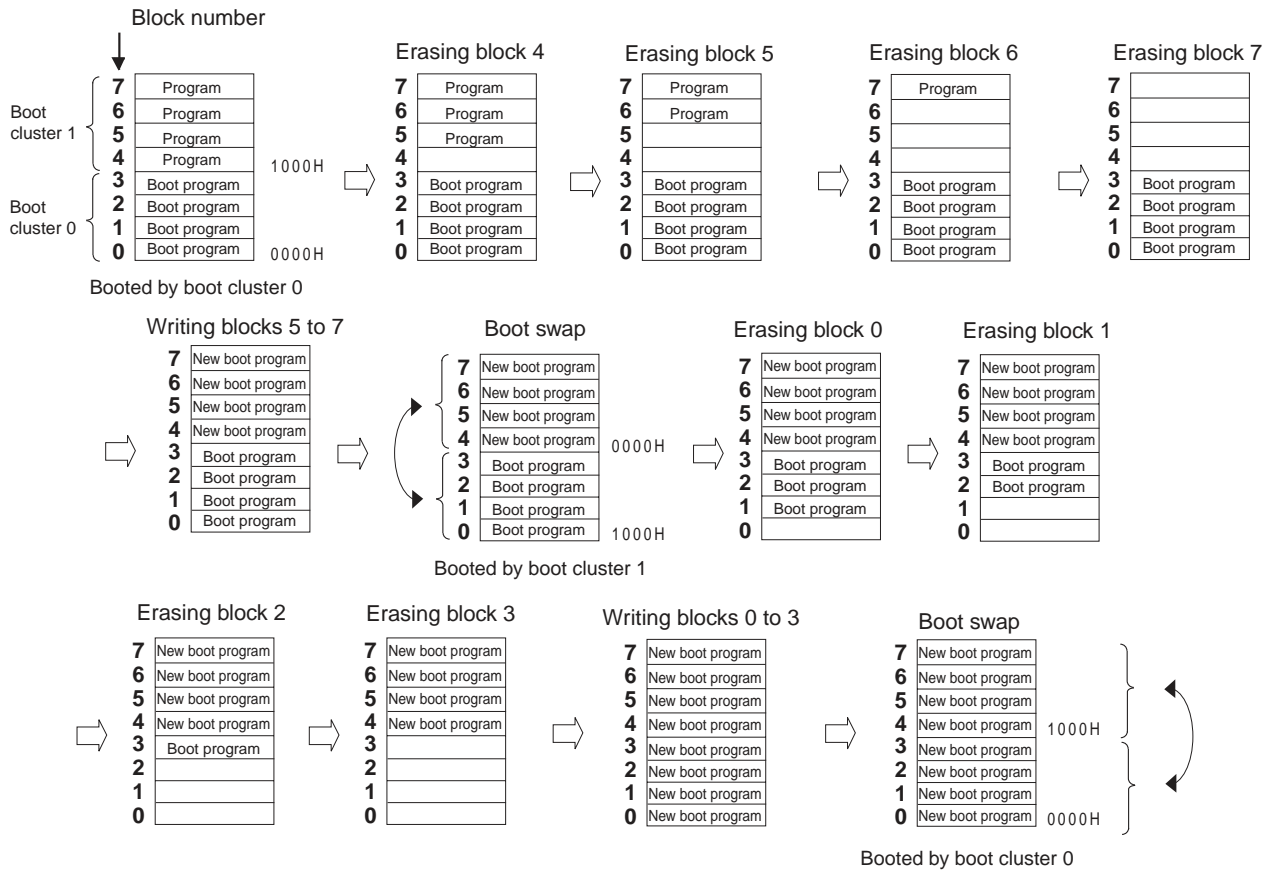 Block number
Erasing block 4
Erasing block 5
Erasing block 6
Erasing block 7
7 Program
6 Program
5 Program
4 Program
3 Boot program
2 Boot program
1 Boot program
0 Boot program
Boot
cluster 1
Boot
cluster 0
1000H
0000H
Booted by boot cluster 0
7 Program
6 Program
5 Program
4
3 Boot program
2 Boot program
1 Boot program
0 Boot program
7 Program
6 Program
5
4
3 Boot program
2 Boot program
1 Boot program
0 Boot program
7 Program
6
5
4
3 Boot program
2 Boot program
1 Boot program
0 Boot program
7
6
5
4
3 Boot program
2 Boot program
1 Boot program
0 Boot program
Writing blocks 5 to 7
7 New boot program
6 New boot program
5 New boot program
4 New boot program
3 Boot program
2 Boot program
1 Boot program
0 Boot program
Boot swap
7 New boot program
6 New boot program
5 New boot program
4 New boot program
0000H
3 Boot program
2 Boot program
1 Boot program
0 Boot program
1000H
Booted by boot cluster 1
Erasing block 0
7 New boot program
6 New boot program
5 New boot program
4 New boot program
3 Boot program
2 Boot program
1 Boot program
0
Erasing block 1
7 New boot program
6 New boot program
5 New boot program
4 New boot program
3 Boot program
2 Boot program
1
0
Erasing block 2
7 New boot program
6 New boot program
5 New boot program
4 New boot program
3 Boot program
2
1
0
Erasing block 3
7 New boot program
6 New boot program
5 New boot program
4 New boot program
3
2
1
0
Writing blocks 0 to 3
7 New boot program
6 New boot program
5 New boot program
4 New boot program
3 New boot program
2 New boot program
1 New boot program
0 New boot program
Boot swap
7 New boot program
6 New boot program
5 New boot program
4 New boot program
1000H
3 New boot program
2 New boot program
1 New boot program
0 New boot program
0000H
Booted by boot cluster 0